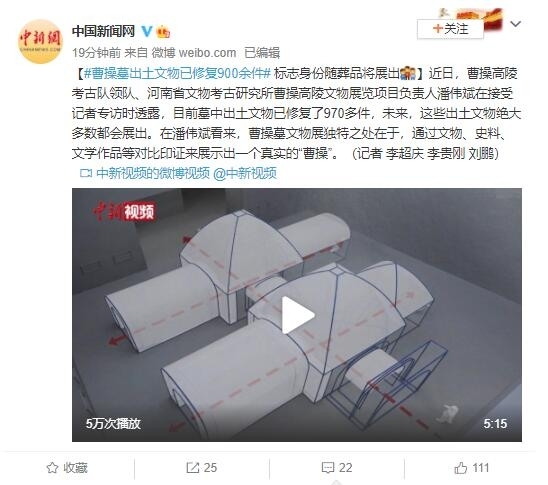 中国新闻网
19分钟前 来自 微博 weibo.com 已编辑
+关注
【#曹操墓出土文物已修复900余件# 标志身份随葬品将展出】近日，曹操高陵
考古队领队、河南省文物考古研究所曹操高陵文物展览项目负责人潘伟斌在接受
记者专访时透露，目前墓中出土文物已修复了970多件，未来，这些出土文物绝大
多数都会展出。在潘伟斌看来，曹操墓文物展独特之处在于，通过文物、史料、
文学作品等对比印证来展示出一个真实的“曹操”。（记者 李超庆 李贵刚 刘鹏）
中新视频的微博视频 @中新视频
中新视频
5万次播放
5:15
收藏
25
22
111